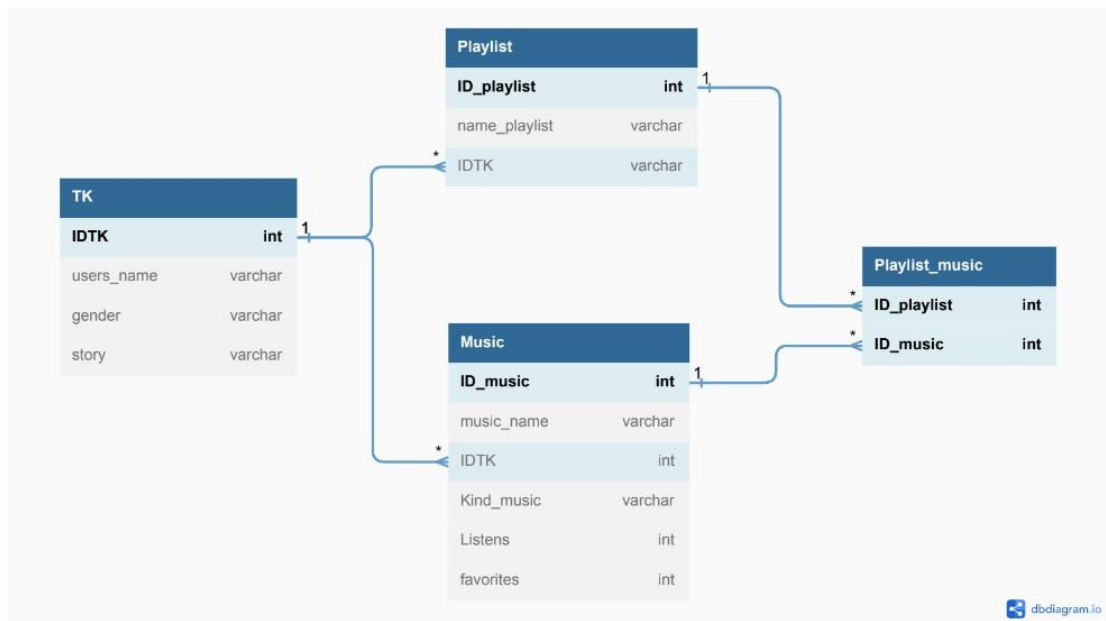 Playlist
ID_playlist int
name_playlist varchar
IDTK varchar
1
*
TK
IDTK int
users_name varchar
gender varchar
story varchar
1
*
Music
ID_music int
music_name varchar
IDTK int
Kind_music varchar
Listens int
favorites int
1
Playlist_music
* ID_playlist int
* ID_music int
dbdiagram.io